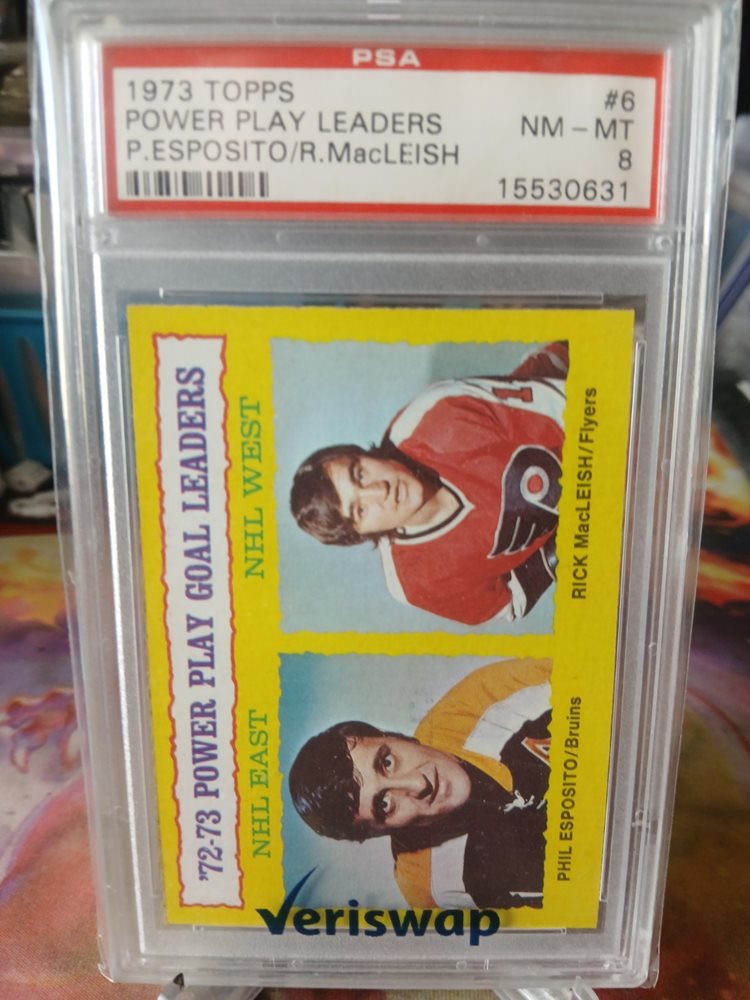 PSA
1973 TOPPS #6
POWER PLAY LEADERS NM - MT
P.ESPOSITO/R.MacLEISH 8
15530631
'72-73 POWER PLAY GOAL LEADERS
NHL EAST NHL WEST
PHIL ESPOSITO/Bruins RICK MacLEISH/Flyers
Veriswap